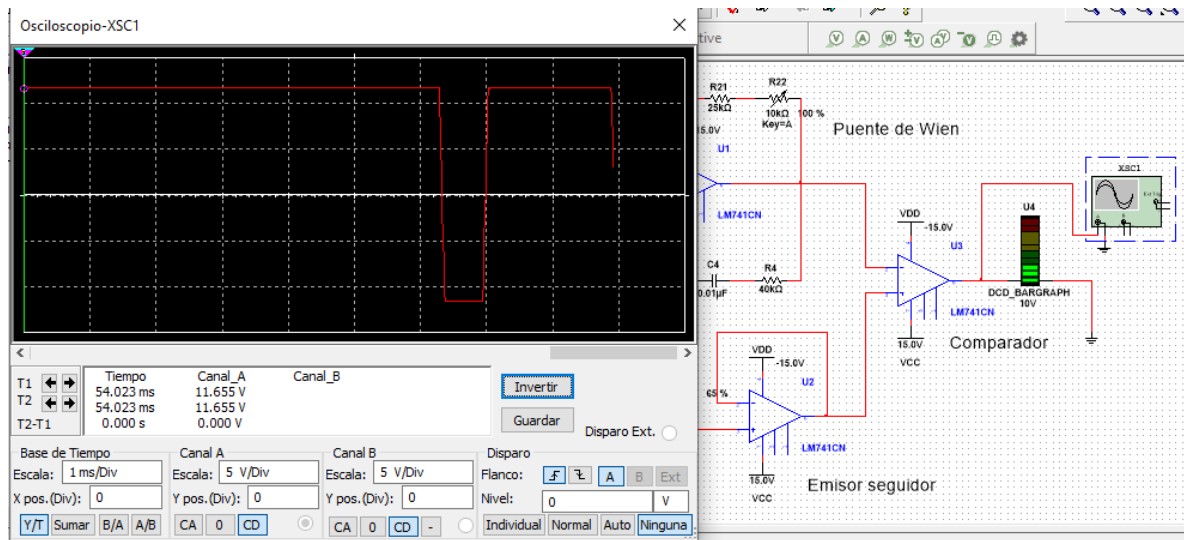 Osciloscopio-XSC1
Tiempo Canal_A Canal_B
T1 54.023 ms 11.655 V
T2 54.023 ms 11.655 V
T2-T1 0.000 s 0.000 V
Invertir
Guardar
Disparo Ext.
Base de Tiempo
Escala: 1 ms/Div
X pos.(Div): 0
Y/T Sumar B/A A/B
Canal A
Escala: 5 V/Div
Y pos.(Div): 0
CA 0 CD
Canal B
Escala: 5 V/Div
Y pos.(Div): 0
CA 0 CD -
Disparo
Flanco: A B Ext
Nivel: 0 V
Individual Normal Auto Ninguna
tive
R21
25kΩ
R22
10kΩ 100 %
Key=A
Puente de Wien
15.0V
U1
LM741CN
C4
0.01µF
R4
40kΩ
VDD
-15.0V
U3
LM741CN
15.0V
VCC
Comparador
U4
DCD_BARGRAPH
10V
XSC1
Ext Trig
A B
65 %
VDD
-15.0V
U2
LM741CN
15.0V
VCC
Emisor seguidor